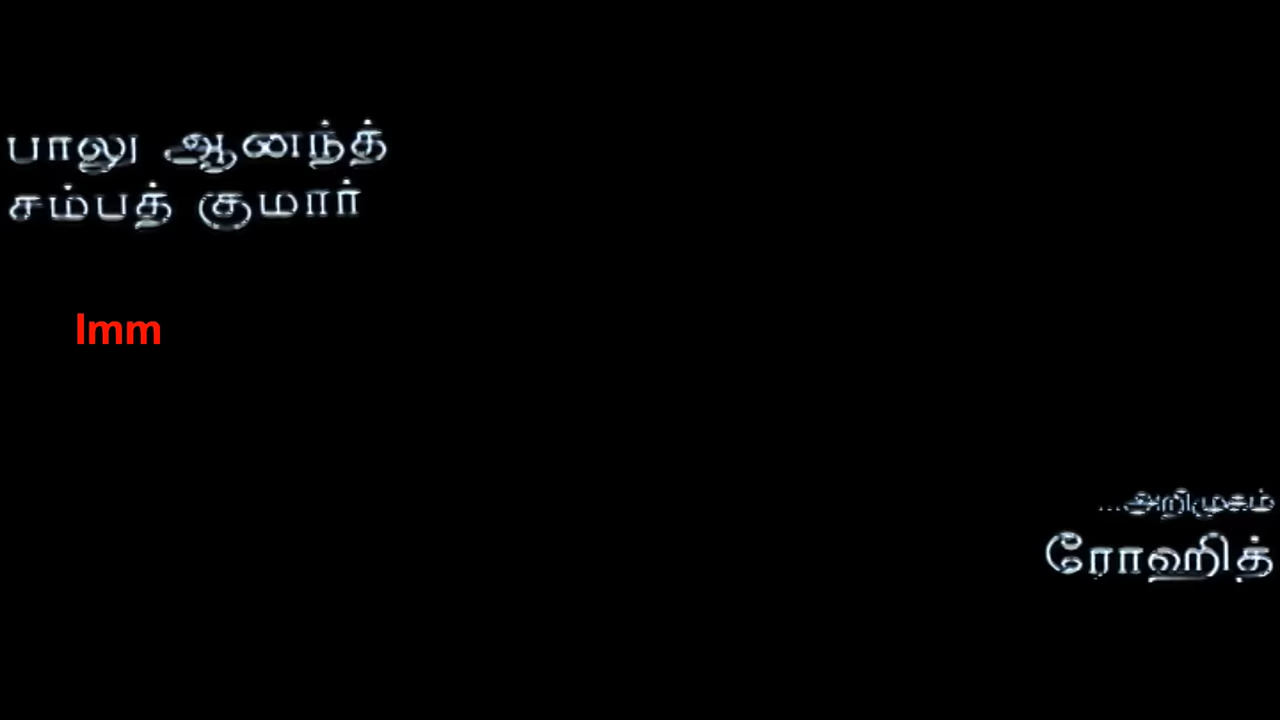 பாலு ஆனந்த்
சம்பத் குமார்
Imm
...அறிமுகம்
ரோஹித்